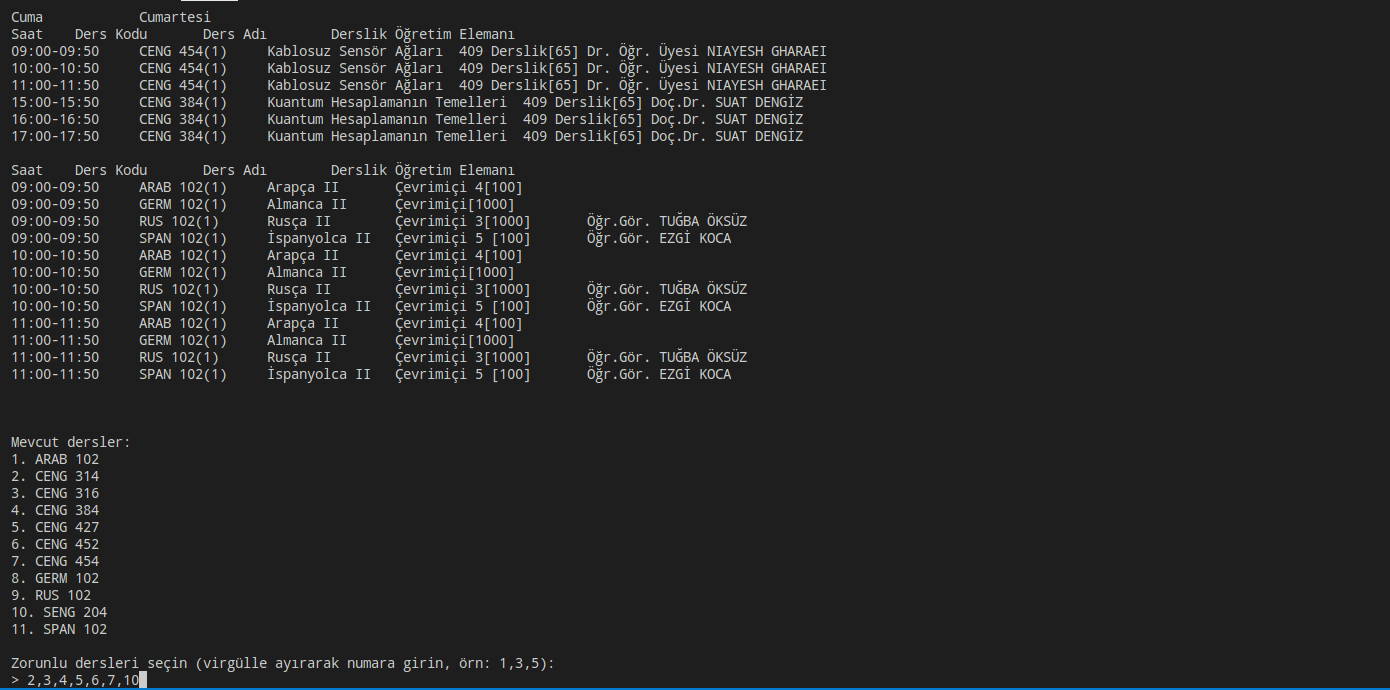 Cuma Cumartesi
Saat Ders Kodu Ders Adı Derslik Öğretim Elemanı
09:00-09:50 CENG 454(1) Kablosuz Sensör Ağları 409 Derslik[65] Dr. Öğr. Üyesi NIAYESH GHARAEI
10:00-10:50 CENG 454(1) Kablosuz Sensör Ağları 409 Derslik[65] Dr. Öğr. Üyesi NIAYESH GHARAEI
11:00-11:50 CENG 454(1) Kablosuz Sensör Ağları 409 Derslik[65] Dr. Öğr. Üyesi NIAYESH GHARAEI
15:00-15:50 CENG 384(1) Kuantum Hesaplamanın Temelleri 409 Derslik[65] Doç.Dr. SUAT DENGİZ
16:00-16:50 CENG 384(1) Kuantum Hesaplamanın Temelleri 409 Derslik[65] Doç.Dr. SUAT DENGİZ
17:00-17:50 CENG 384(1) Kuantum Hesaplamanın Temelleri 409 Derslik[65] Doç.Dr. SUAT DENGİZ
Saat Ders Kodu Ders Adı Derslik Öğretim Elemanı
09:00-09:50 ARAB 102(1) Arapça II Çevrimiçi 4[100]
09:00-09:50 GERM 102(1) Almanca II Çevrimiçi[1000]
09:00-09:50 RUS 102(1) Rusça II Çevrimiçi 3[1000] Öğr.Gör. TUĞBA ÖKSÜZ
09:00-09:50 SPAN 102(1) İspanyolca II Çevrimiçi 5 [100] Öğr.Gör. EZGİ KOCA
10:00-10:50 ARAB 102(1) Arapça II Çevrimiçi 4[100]
10:00-10:50 GERM 102(1) Almanca II Çevrimiçi[1000]
10:00-10:50 RUS 102(1) Rusça II Çevrimiçi 3[1000] Öğr.Gör. TUĞBA ÖKSÜZ
10:00-10:50 SPAN 102(1) İspanyolca II Çevrimiçi 5 [100] Öğr.Gör. EZGİ KOCA
11:00-11:50 ARAB 102(1) Arapça II Çevrimiçi 4[100]
11:00-11:50 GERM 102(1) Almanca II Çevrimiçi[1000]
11:00-11:50 RUS 102(1) Rusça II Çevrimiçi 3[1000] Öğr.Gör. TUĞBA ÖKSÜZ
11:00-11:50 SPAN 102(1) İspanyolca II Çevrimiçi 5 [100] Öğr.Gör. EZGİ KOCA
Mevcut dersler:
1. ARAB 102
2. CENG 314
3. CENG 316
4. CENG 384
5. CENG 427
6. CENG 452
7. CENG 454
8. GERM 102
9. RUS 102
10. SENG 204
11. SPAN 102
Zorunlu dersleri seçin (virgülle ayırarak numara girin, örn: 1,3,5):
> 2,3,4,5,6,7,10